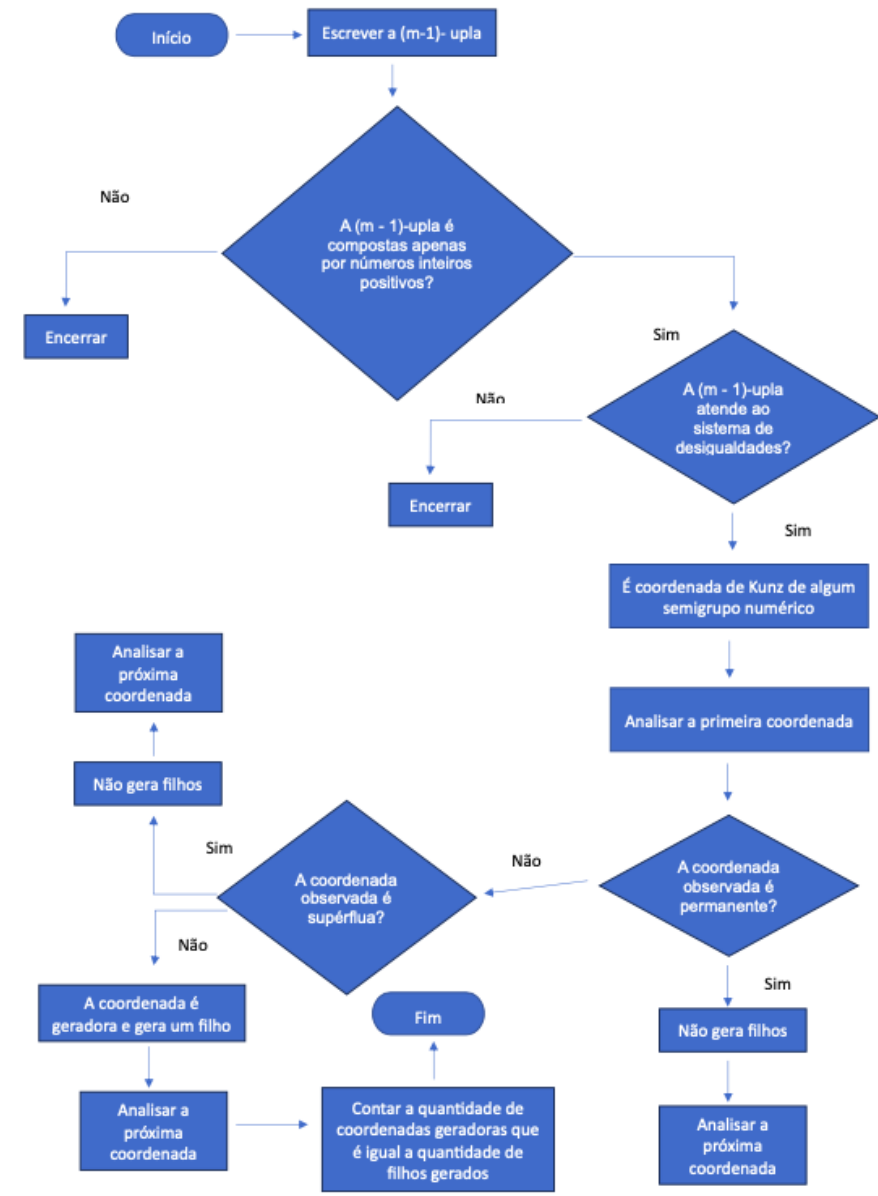 Início
Escrever a (m-1)- upla
Não
A (m - 1)-upla é
compostas apenas
por números inteiros
positivos?
Encerrar
Sim
A (m - 1)-upla
atende ao
sistema de
desigualdades?
Não
Encerrar
Sim
É coordenada de Kunz de algum
semigrupo numérico
Analisar a
próxima
coordenada
Analisar a primeira coordenada
Não gera filhos
Sim
A coordenada
observada é
supérflua?
Não
A coordenada
observada é
permanente?
Não
Sim
A coordenada é
geradora e gera um filho
Fim
Não gera filhos
Analisar a
próxima
coordenada
Contar a quantidade de
coordenadas geradoras que
é igual a quantidade de
filhos gerados
Analisar a
próxima
coordenada